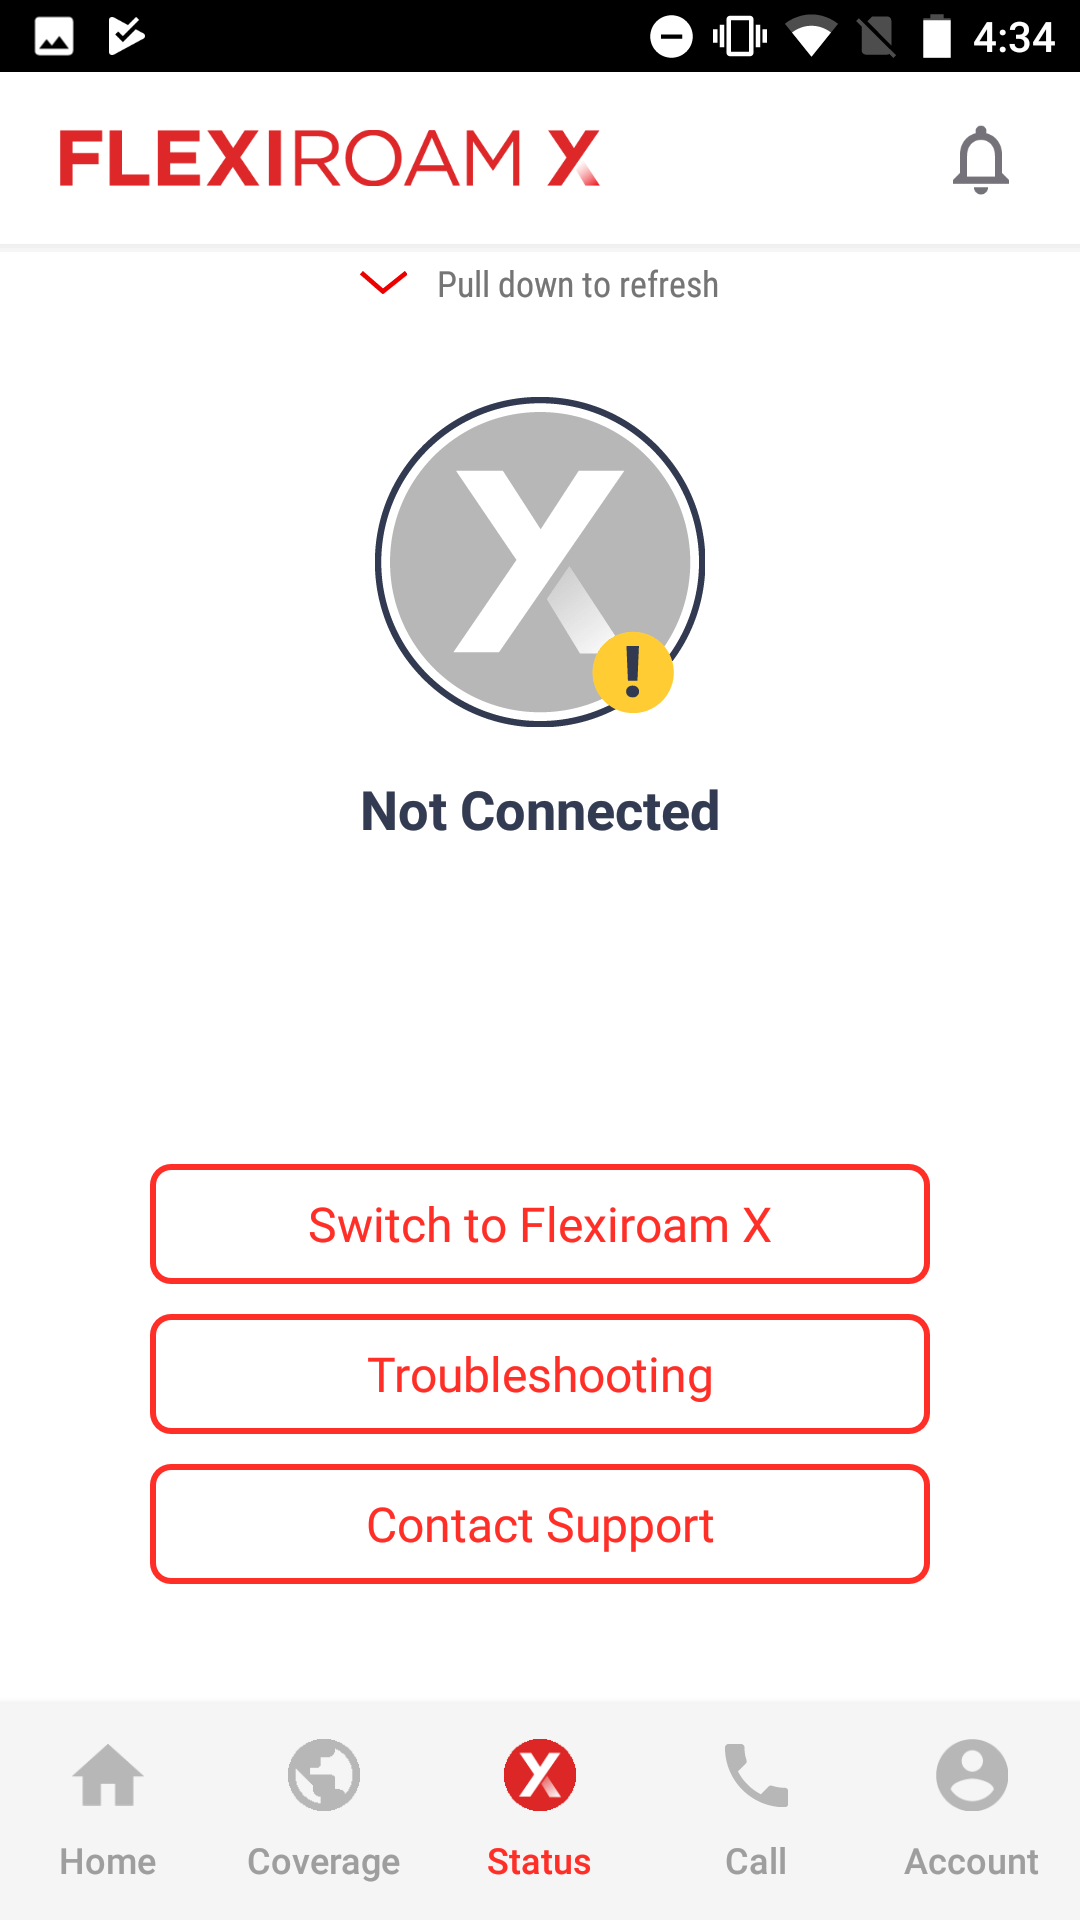 4:34
FLEXIROAM X
Pull down to refresh
X
Not Connected
Switch to Flexiroam X
Troubleshooting
Contact Support
X
Home Coverage Status Call Account